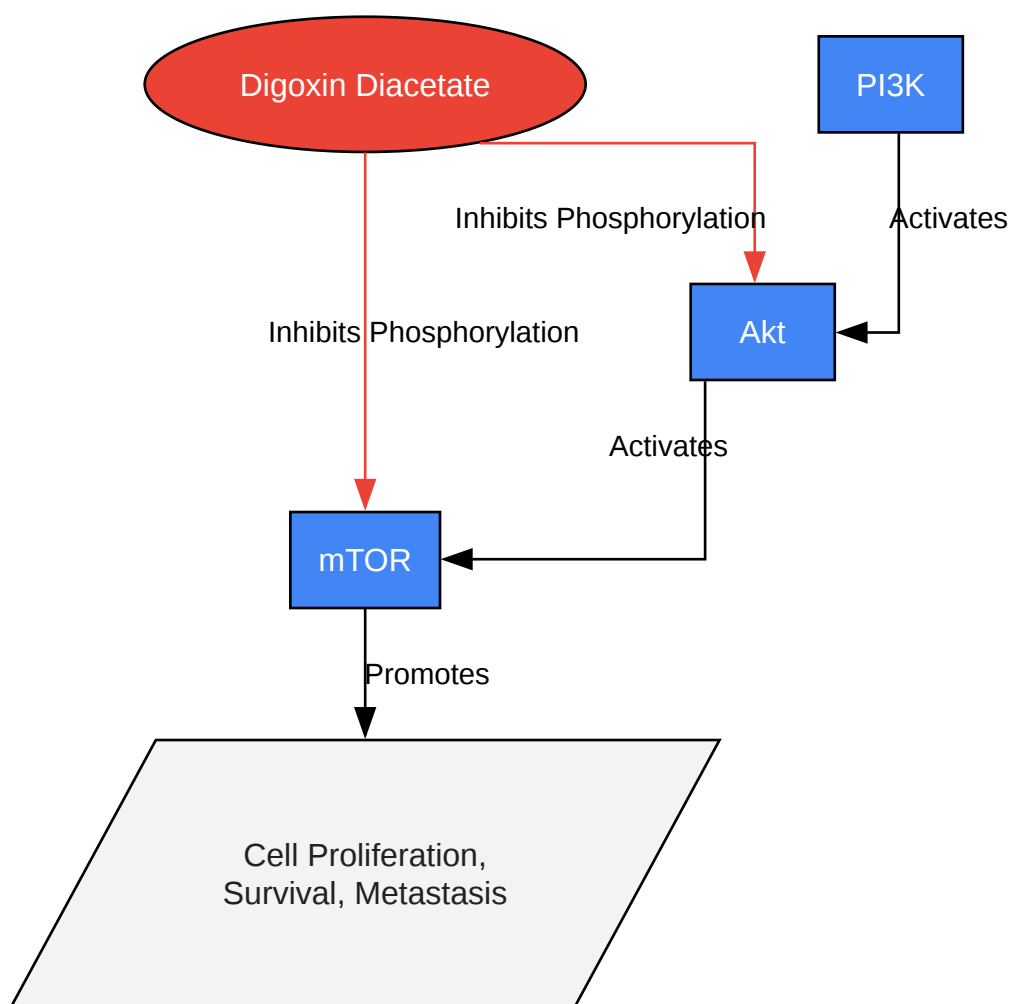 Digoxin Diacetate
PI3K
Inhibits Phosphorylation
Activates
Inhibits Phosphorylation
Akt
Activates
mTOR
Promotes
Cell Proliferation,
Survival, Metastasis